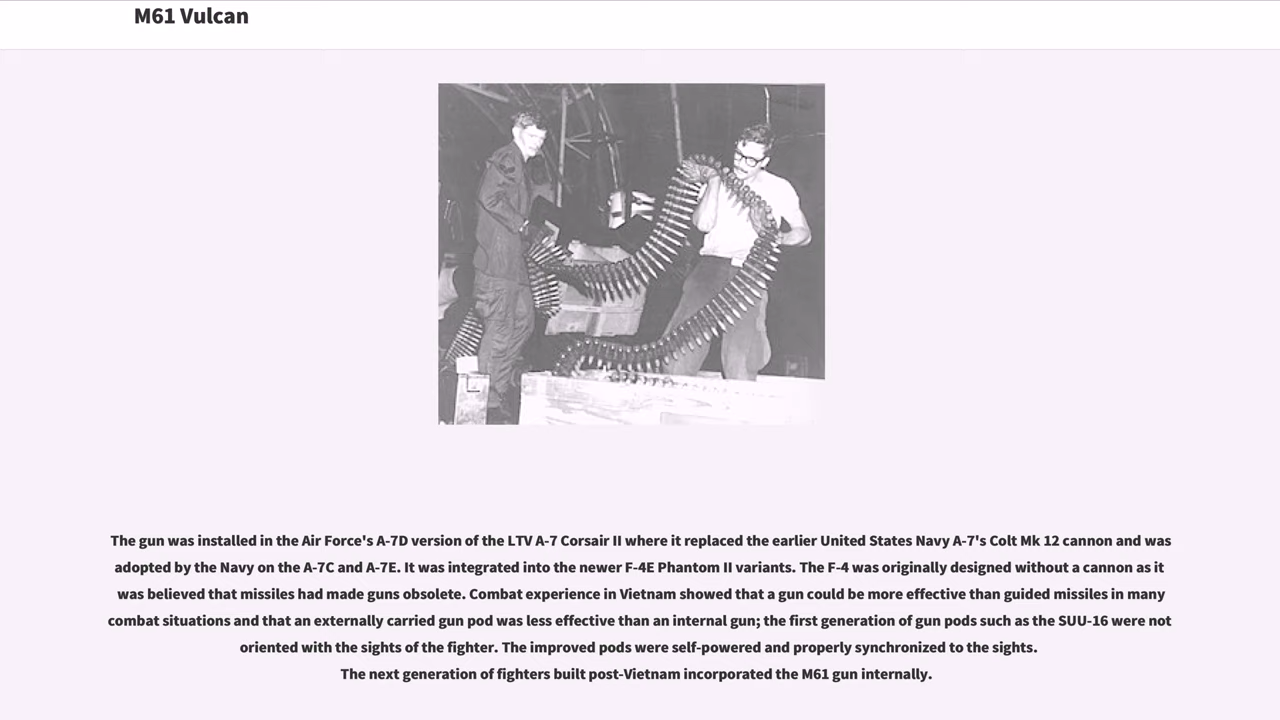 M61 Vulcan
The gun was installed in the Air Force's A-7D version of the LTV A-7 Corsair II where it replaced the earlier United States Navy A-7's Colt Mk 12 cannon and was
adopted by the Navy on the A-7C and A-7E. It was integrated into the newer F-4E Phantom II variants. The F-4 was originally designed without a cannon as it
was believed that missiles had made guns obsolete. Combat experience in Vietnam showed that a gun could be more effective than guided missiles in many
combat situations and that an externally carried gun pod was less effective than an internal gun; the first generation of gun pods such as the SUU-16 were not
oriented with the sights of the fighter. The improved pods were self-powered and properly synchronized to the sights.
The next generation of fighters built post-Vietnam incorporated the M61 gun internally.